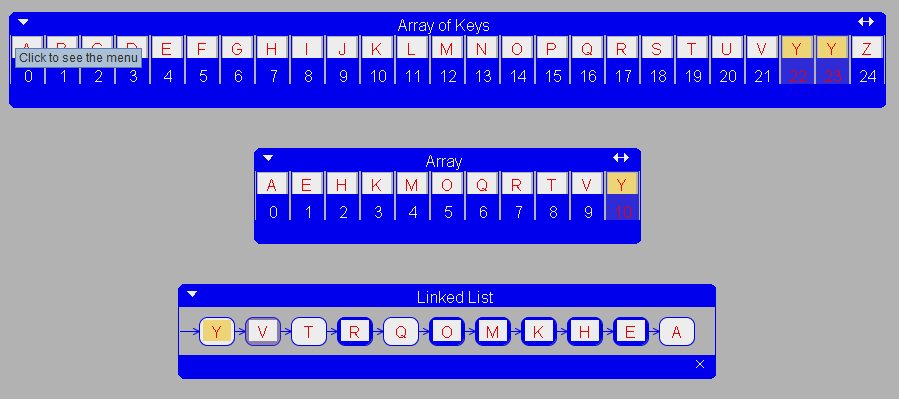 Array of Keys
E F G H I J K L M N O P Q R S T U V Y Y Z
Click to see the menu
0 1 2 3 4 5 6 7 8 9 10 11 12 13 14 15 16 17 18 19 20 21 22 23 24
Array
A E H K M O Q R T V Y
0 1 2 3 4 5 6 7 8 9
Linked List
Y V T R Q O M K H E A